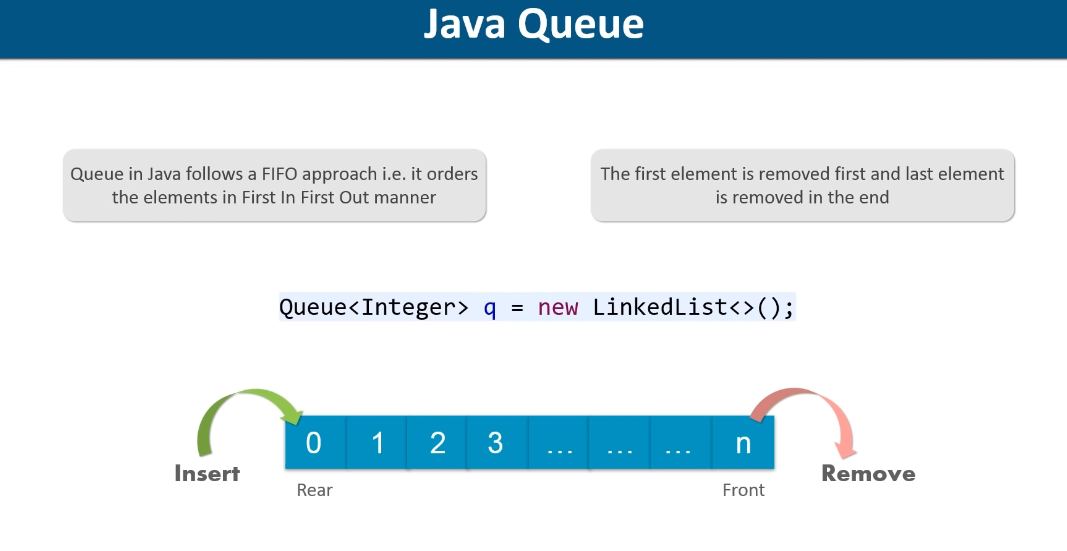 Java Queue
Queue in Java follows a FIFO approach i.e. it orders
the elements in First In First Out manner
The first element is removed first and last element
is removed in the end
Queue<Integer> q = new LinkedList<>();
0 1 2 3 ... ... ... n
Insert
Remove
Rear
Front